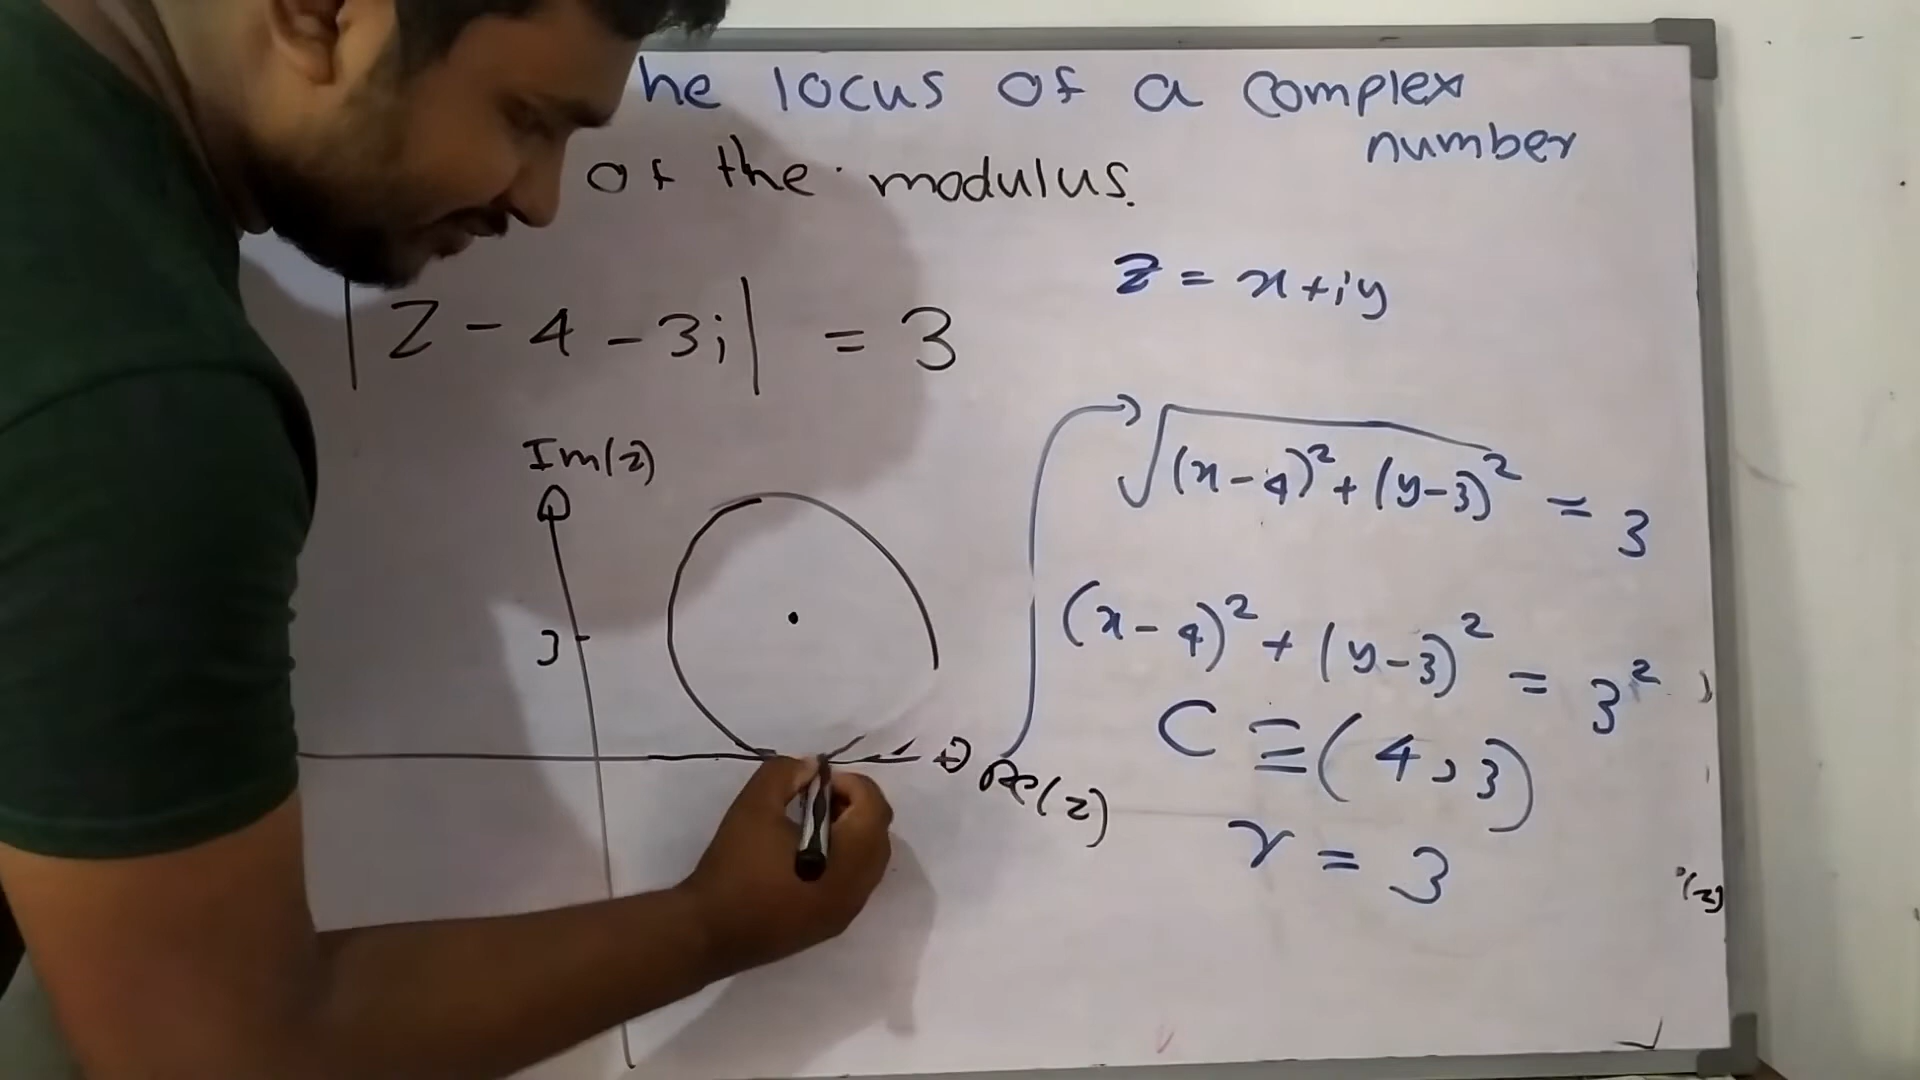 he locus of a complex
number
of the modulus.
z = x+iy
|z - 4 - 3i| = 3
Im(z)
√(x-4)² + (y-3)² = 3
3
(x-4)² + (y-3)² = 3²
C ≡ (4, 3)
Re(z)
r = 3
(z)